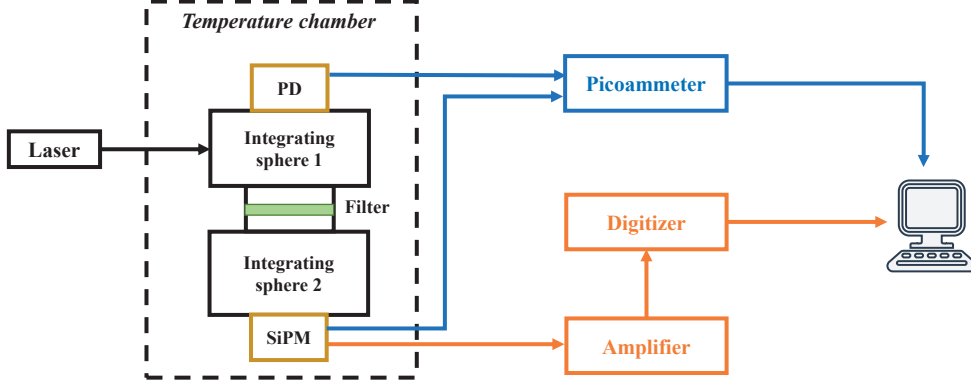 Temperature chamber
PD
Picoammeter
Laser
Integrating
sphere 1
Filter
Digitizer
Integrating
sphere 2
SiPM
Amplifier